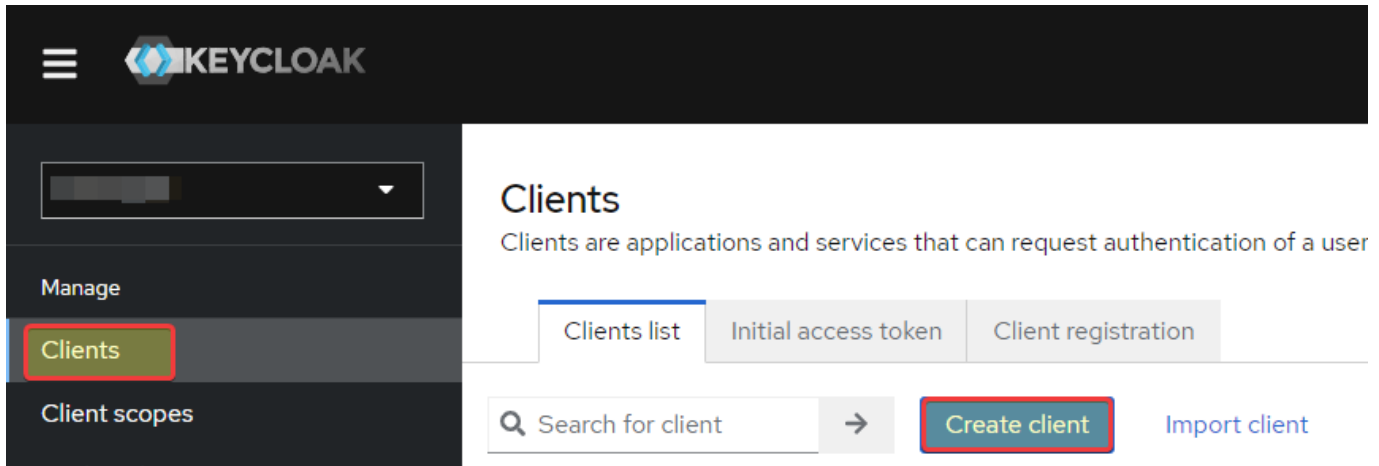 KEYCLOAK
Manage
Clients
Client scopes
Clients
Clients are applications and services that can request authentication of a user
Clients list Initial access token Client registration
Search for client Create client Import client